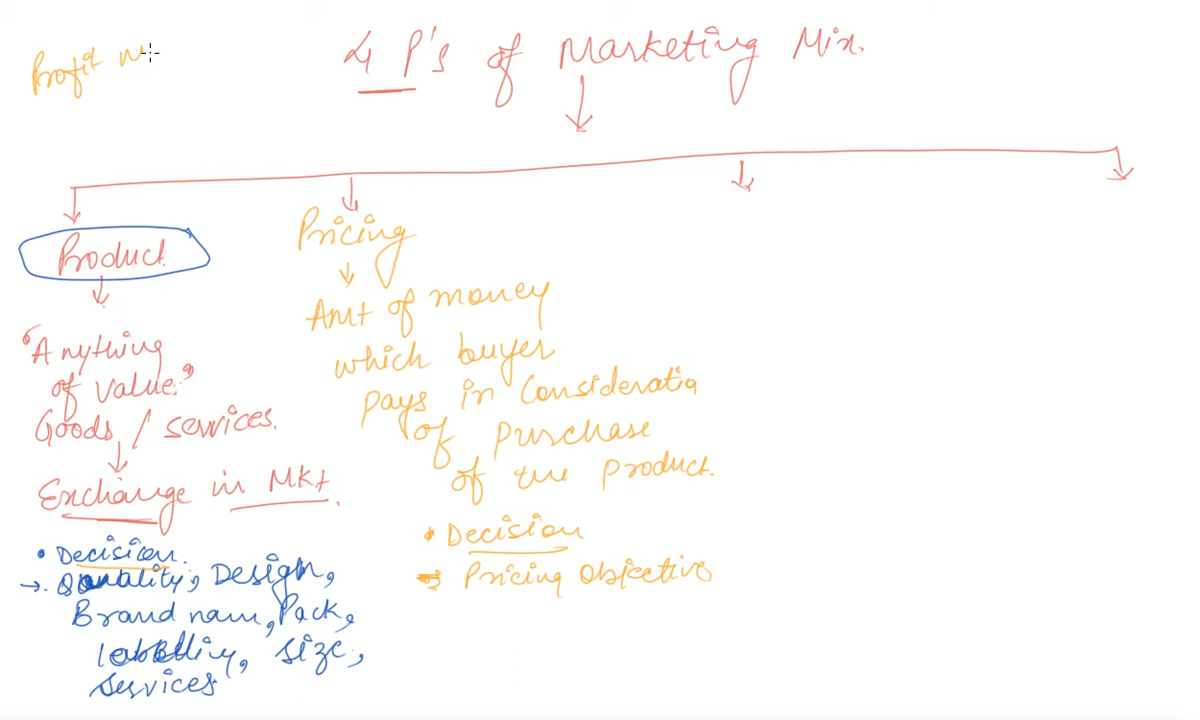 Profit
4 P's of Marketing Mix.
Product
"Anything
of value."
Goods / services.
Exchange in Mkt.
• Decision.
→. Quality, Design,
Brand nam, Pack,
labelling, size,
services
Pricing
Amt of money
which buyer
pays in Consideratio
of purchase
of the product.
• Decision
Pricing Objective